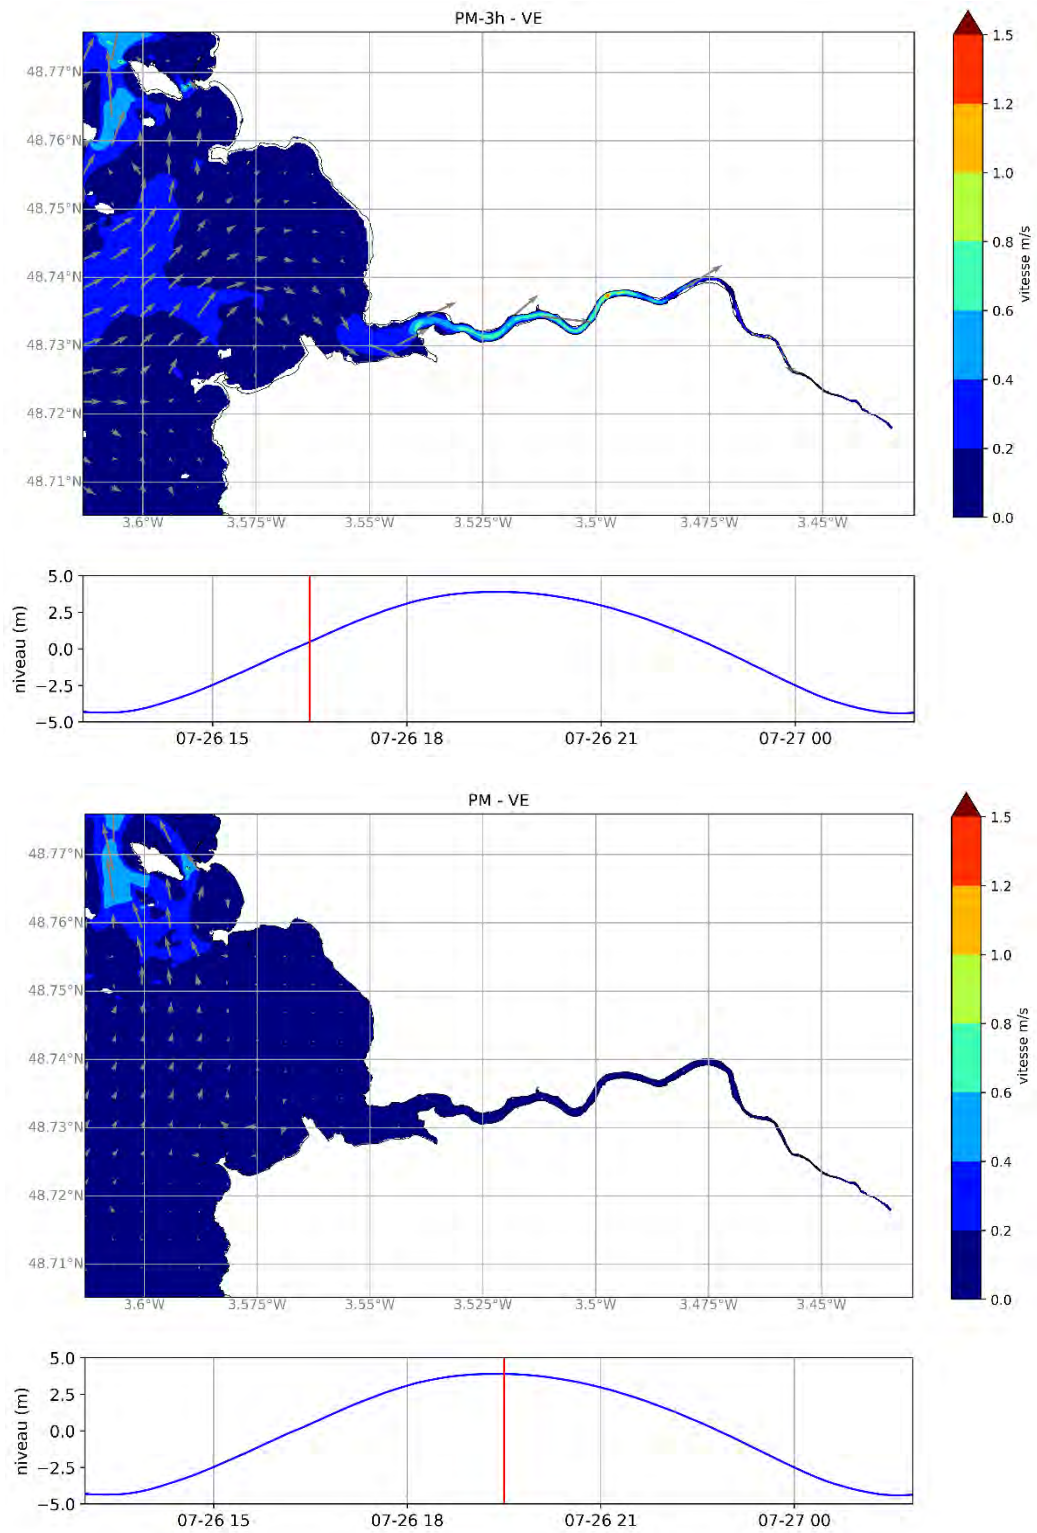 PM-3h - VE
48.77°N
48.76°N
48.75°N
48.74°N
48.73°N
48.72°N
48.71°N
3.6°W 3.575°W 3.55°W 3.525°W 3.5°W 3.475°W 3.45°W
1.5
1.2
1.0
0.8
0.6
0.4
0.2
0.0
vitesse m/s
5.0
2.5
0.0
−2.5
−5.0
niveau (m)
07-26 15 07-26 18 07-26 21 07-27 00
PM - VE
48.77°N
48.76°N
48.75°N
48.74°N
48.73°N
48.72°N
48.71°N
3.6°W 3.575°W 3.55°W 3.525°W 3.5°W 3.475°W 3.45°W
1.5
1.2
1.0
0.8
0.6
0.4
0.2
0.0
vitesse m/s
5.0
2.5
0.0
−2.5
−5.0
niveau (m)
07-26 15 07-26 18 07-26 21 07-27 00